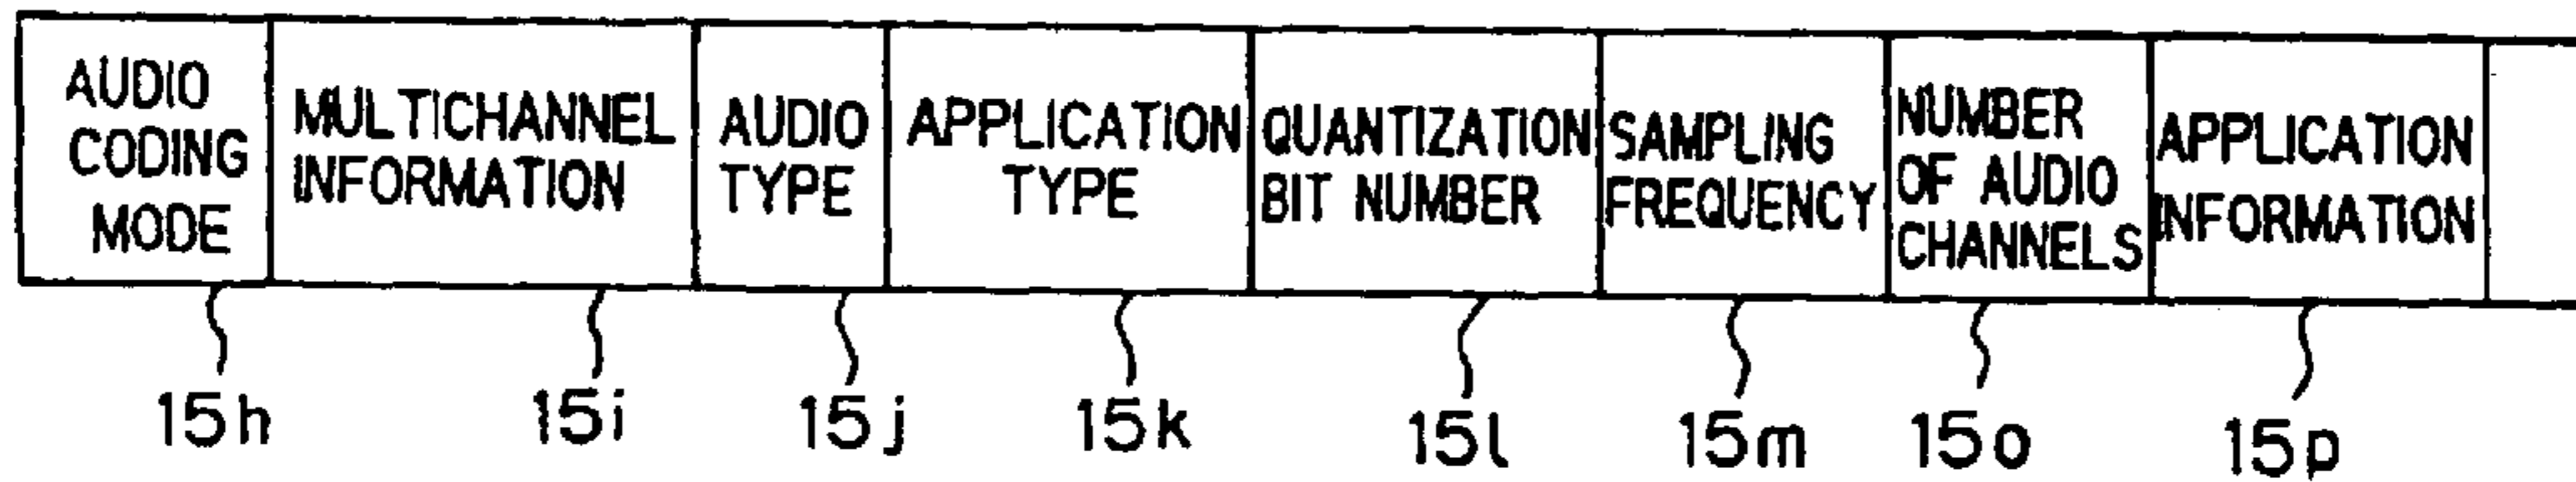 AUDIO
CODING
MODE
MULTICHANNEL
INFORMATION
AUDIO
TYPE
APPLICATION
TYPE
QUANTIZATION
BIT NUMBER
SAMPLING
FREQUENCY
NUMBER
OF AUDIO
CHANNELS
APPLICATION
INFORMATION
15h
15i
15j
15k
15l
15m
15o
15p